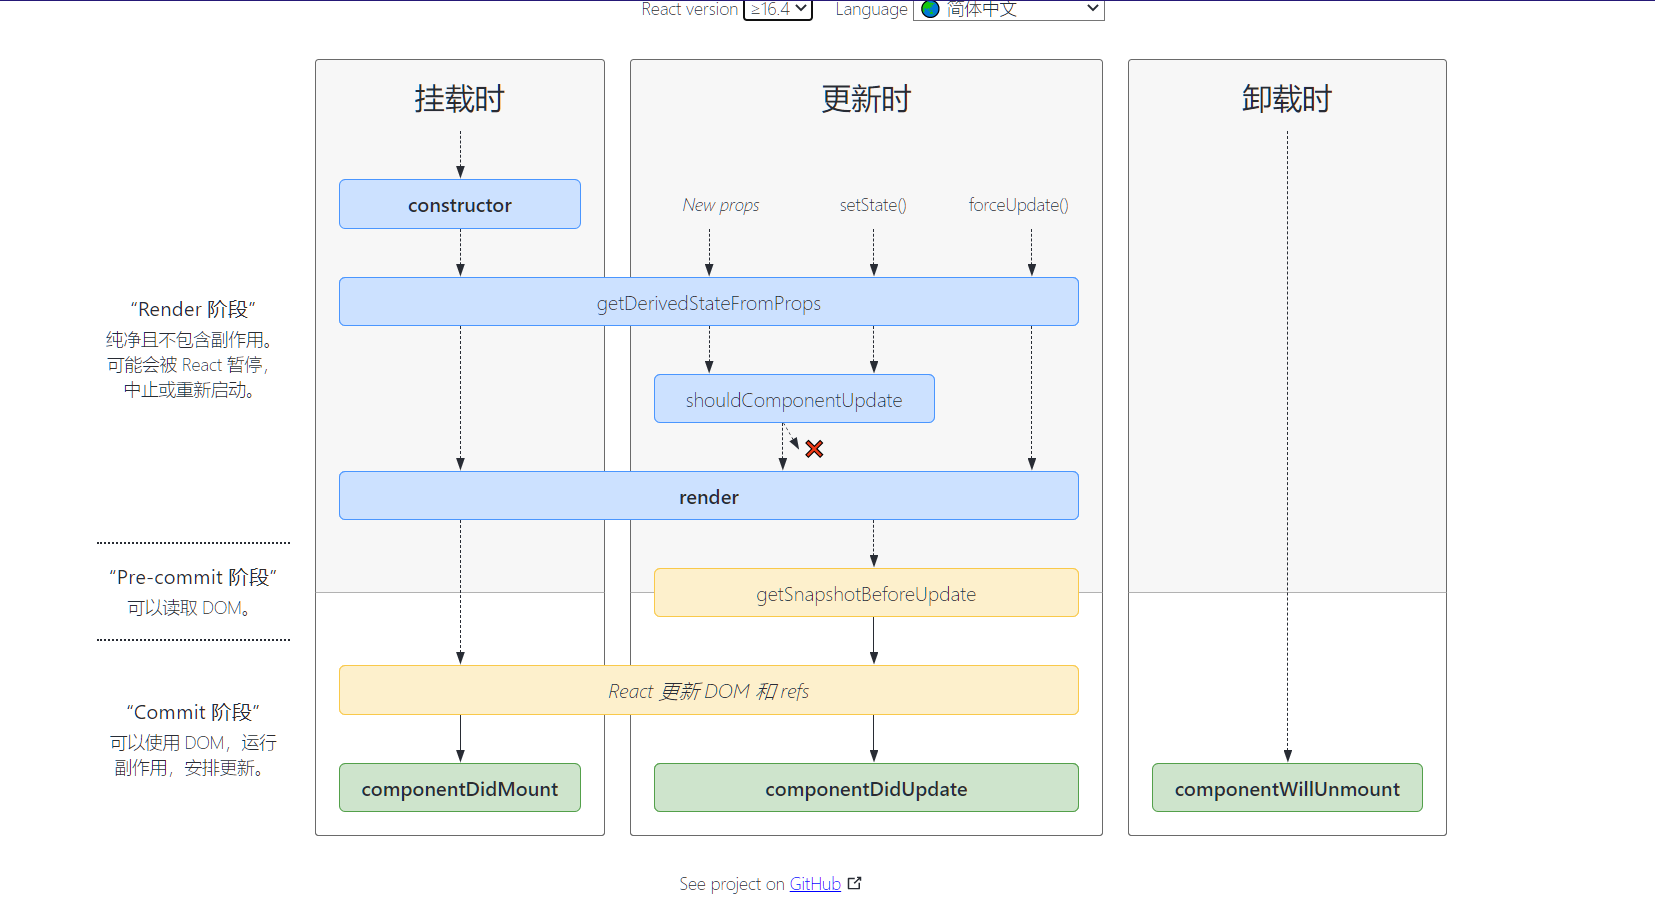 React version ≥16.4 Language 简体中文
挂载时
更新时
卸载时
constructor
New props
setState()
forceUpdate()
getDerivedStateFromProps
“Render 阶段”
纯净且不包含副作用。
可能会被 React 暂停，
中止或重新启动。
shouldComponentUpdate
render
“Pre-commit 阶段“
可以读取 DOM。
getSnapshotBeforeUpdate
React 更新 DOM 和 refs
“Commit 阶段”
可以使用 DOM，运行
副作用，安排更新。
componentDidMount
componentDidUpdate
componentWillUnmount
See project on GitHub